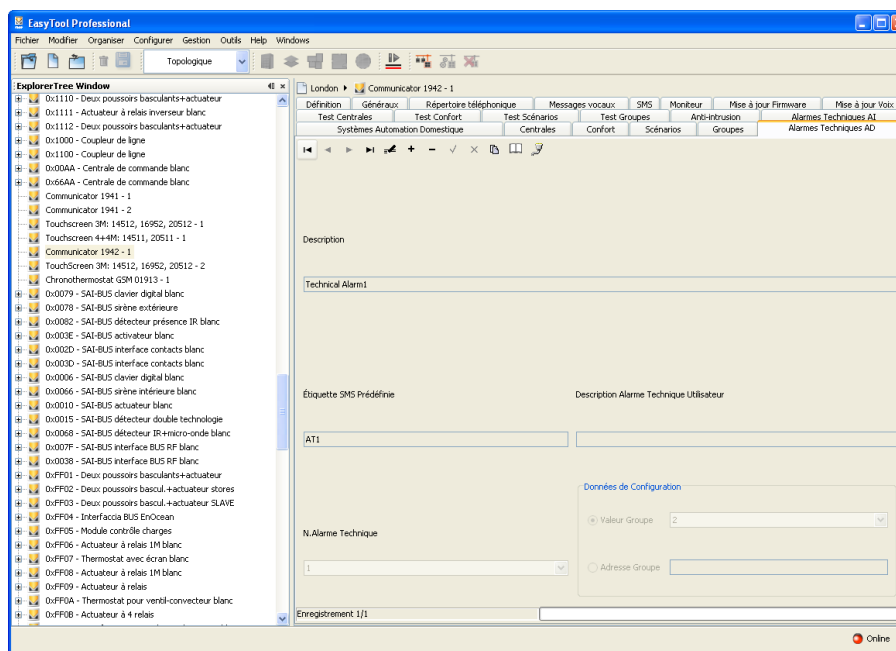 EasyTool Professional
Fichier Modifier Organiser Configurer Gestion Outils Help Windows
Topologique
ExplorerTree Window
0x1110 - Deux poussoirs basculants+actuateur
0x1111 - Actuateur à relais inverseur blanc
0x1112 - Deux poussoirs basculants+actuateur
0x1000 - Coupleur de ligne
0x1100 - Coupleur de ligne
0x00AA - Centrale de commande blanc
0x66AA - Centrale de commande blanc
Communicator 1941 - 1
Communicator 1941 - 2
Touchscreen 3M: 14512, 16952, 20512 - 1
Touchscreen 4+4M: 14511, 20511 - 1
Communicator 1942 - 1
TouchScreen 3M: 14512, 16952, 20512 - 2
Chronothermostat GSM 01913 - 1
0x0079 - SAI-BUS clavier digital blanc
0x0078 - SAI-BUS sirène extérieure
0x0082 - SAI-BUS détecteur présence IR blanc
0x003E - SAI-BUS activateur blanc
0x002D - SAI-BUS interface contacts blanc
0x003D - SAI-BUS interface contacts blanc
0x0006 - SAI-BUS clavier digital blanc
0x0066 - SAI-BUS sirène intérieure blanc
0x0010 - SAI-BUS actuateur blanc
0x0015 - SAI-BUS détecteur double technologie
0x0068 - SAI-BUS détecteur IR+micro-onde blanc
0x007F - SAI-BUS interface BUS RF blanc
0x0038 - SAI-BUS interface BUS RF blanc
0xFF01 - Deux poussoirs basculants+actuateur
0xFF02 - Deux poussoirs bascul.+actuateur stores
0xFF03 - Deux poussoirs bascul.+actuateur SLAVE
0xFF04 - Interfaccia BUS EnOcean
0xFF05 - Module contrôle charges
0xFF06 - Actuateur à relais 1M blanc
0xFF07 - Thermostat avec écran blanc
0xFF08 - Actuateur à relais 1M blanc
0xFF09 - Actuateur à relais
0xFF0A - Thermostat pour ventil-convecteur blanc
0xFF0B - Actuateur à 4 relais
London Communicator 1942 - 1
Définition Généraux Répertoire téléphonique Messages vocaux SMS Moniteur Mise à jour Firmware Mise à jour Voix
Test Centrales Test Confort Test Scénarios Test Groupes Anti-intrusion Alarmes Techniques AI
Systèmes Automation Domestique Centrales Confort Scénarios Groupes Alarmes Techniques AD
Description
Technical Alarm1
Étiquette SMS Prédéfinie Description Alarme Technique Utilisateur
AT1
Données de Configuration
Valeur Groupe 2
N.Alarme Technique
1
Adresse Groupe
Enregistrement 1/1
Online